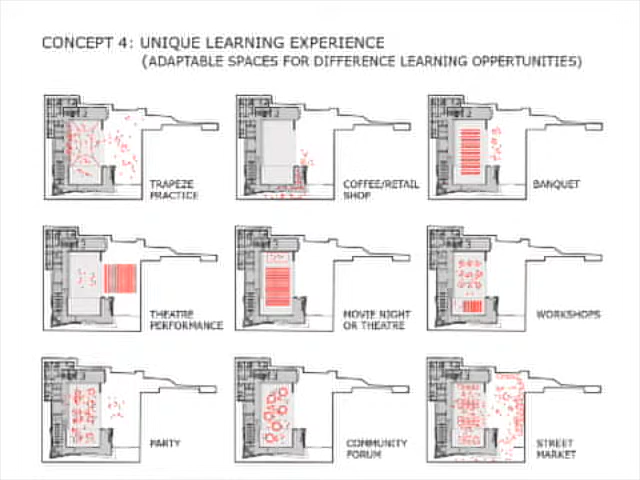 CONCEPT 4: UNIQUE LEARNING EXPERIENCE
(ADAPTABLE SPACES FOR DIFFERENCE LEARNING OPPERTUNITIES)
TRAPEZE
PRACTICE
COFFEE/RETAIL
SHOP
BANQUET
THEATRE
PERFORMANCE
MOVIE NIGHT
OR THEATRE
WORKSHOPS
PARTY
COMMUNITY
FORUM
STREET
MARKET